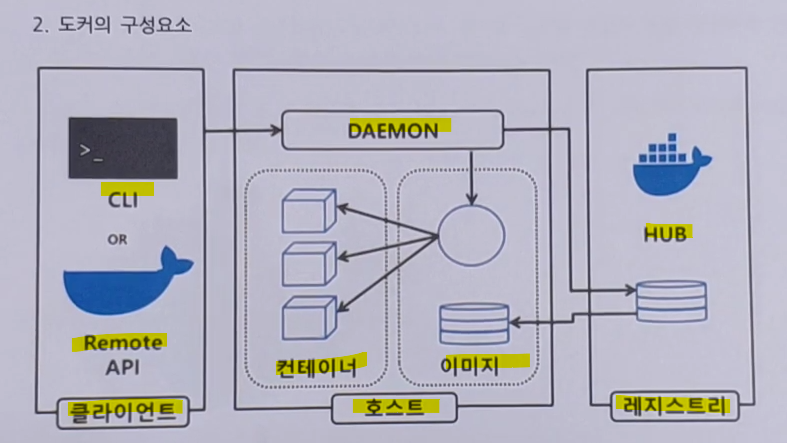 2. 도커의 구성요소
>_
CLI
OR
Remote
API
클라이언트
DAEMON
컨테이너
이미지
호스트
HUB
레지스트리